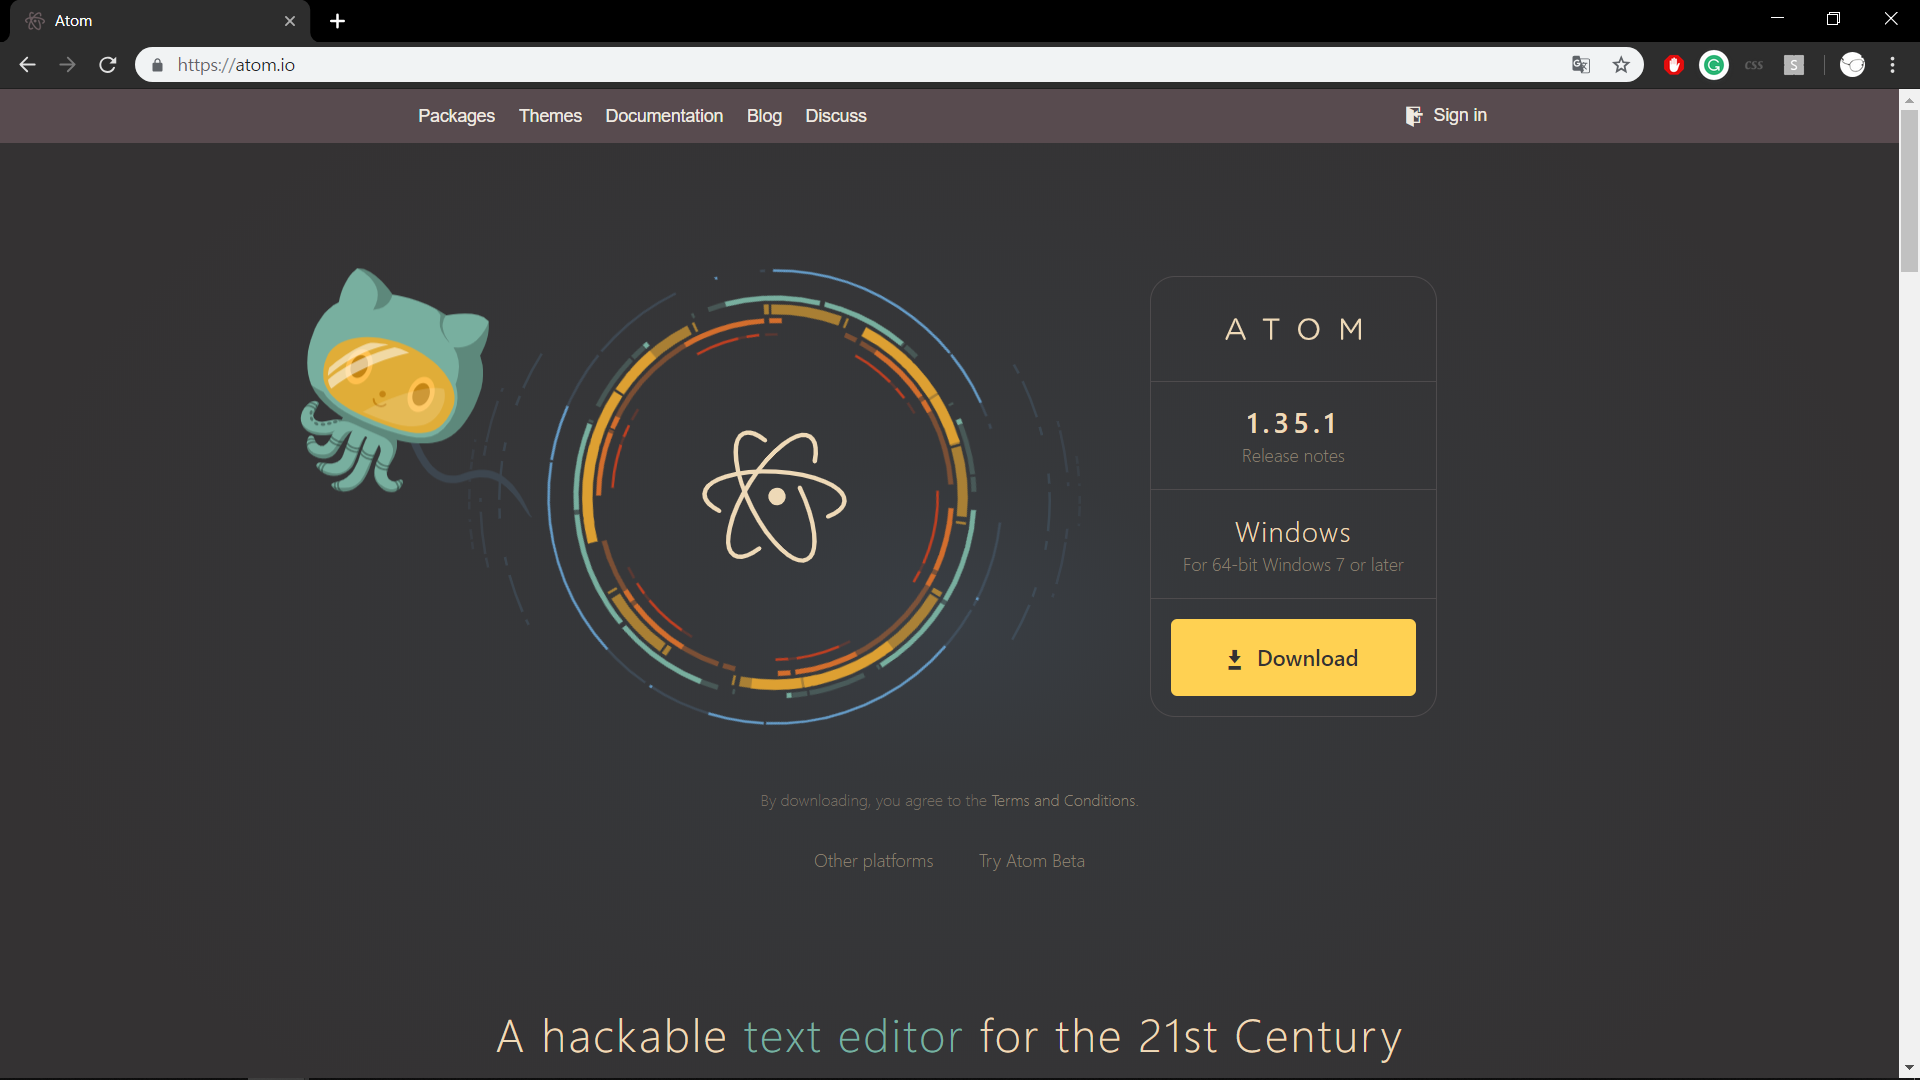 Atom
https://atom.io
css
S
Packages Themes Documentation Blog Discuss Sign in
ATOM
1.35.1
Release notes
Windows
For 64-bit Windows 7 or later
Download
By downloading, you agree to the Terms and Conditions.
Other platforms Try Atom Beta
A hackable text editor for the 21st Century